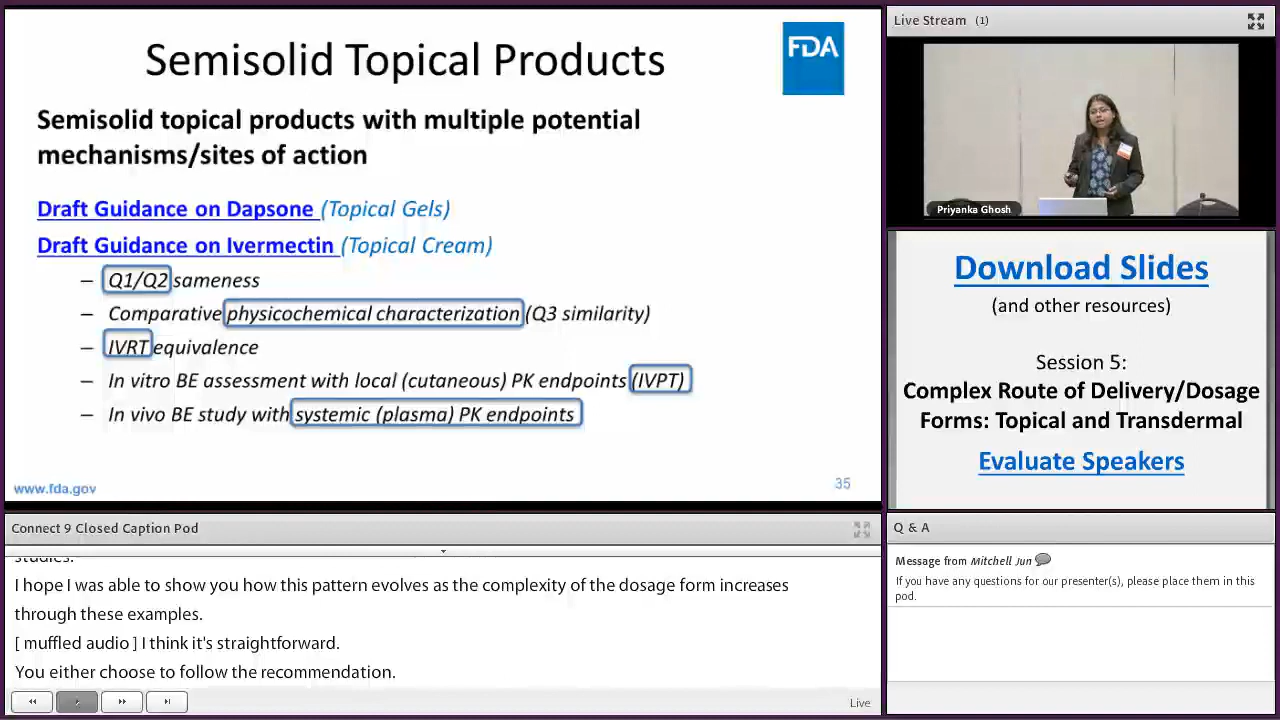 Semisolid Topical Products
FDA
Semisolid topical products with multiple potential
mechanisms/sites of action
Draft Guidance on Dapsone (Topical Gels)
Draft Guidance on Ivermectin (Topical Cream)
– Q1/Q2 sameness
– Comparative physicochemical characterization (Q3 similarity)
– IVRT equivalence
– In vitro BE assessment with local (cutaneous) PK endpoints (IVPT)
– In vivo BE study with systemic (plasma) PK endpoints
www.fda.gov
35
Live Stream (1)
Priyanka Ghosh
Download Slides
(and other resources)
Session 5:
Complex Route of Delivery/Dosage
Forms: Topical and Transdermal
Evaluate Speakers
Connect 9 Closed Caption Pod
studies.
I hope I was able to show you how this pattern evolves as the complexity of the dosage form increases
through these examples.
[ muffled audio ] I think it's straightforward.
You either choose to follow the recommendation.
Live
Q & A
Message from Mitchell Jun
If you have any questions for our presenter(s), please place them in this
pod.